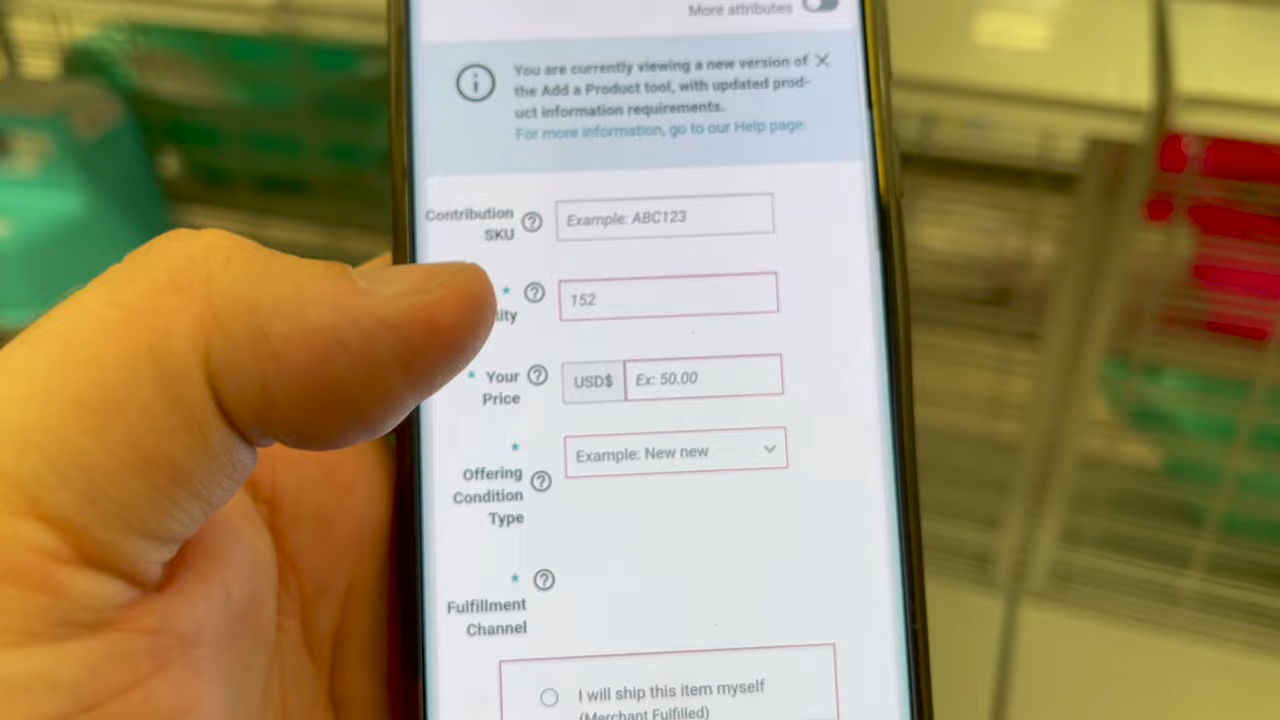 More attributes
You are currently viewing a new version of
the Add a Product tool, with updated prod-
uct information requirements.
For more information, go to our Help page.
Contribution
SKU
Example: ABC123
*
ity
152
* Your
Price
USD$
Ex: 50.00
*
Offering
Condition
Type
Example: New new
*
Fulfillment
Channel
I will ship this item myself
(Merchant Fulfilled)